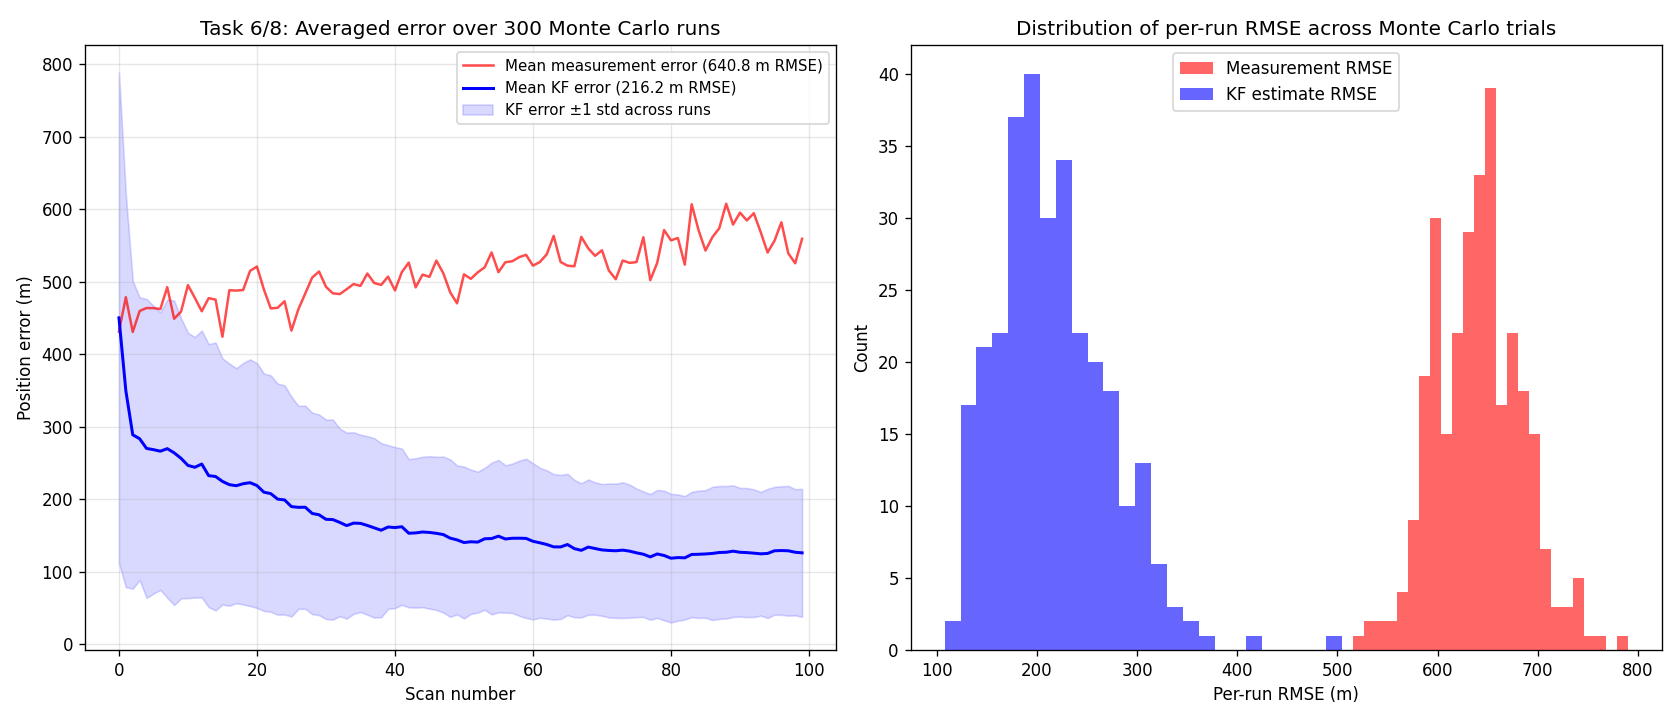 Task 6/8: Averaged error over 300 Monte Carlo runs
Mean measurement error (640.8 m RMSE)
Mean KF error (216.2 m RMSE)
KF error ±1 std across runs
Position error (m)
800
700
600
500
400
300
200
100
0
0 20 40 60 80 100
Scan number
Distribution of per-run RMSE across Monte Carlo trials
Measurement RMSE
KF estimate RMSE
Count
40
35
30
25
20
15
10
5
0
100 200 300 400 500 600 700 800
Per-run RMSE (m)